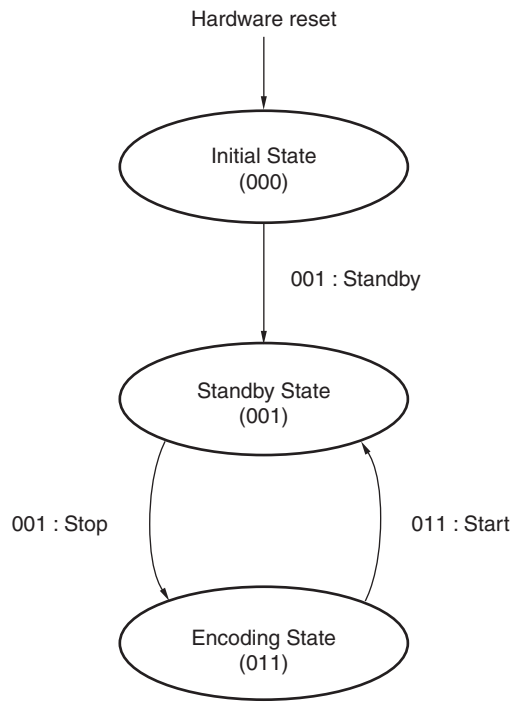 Hardware reset
Initial State
(000)
001 : Standby
Standby State
(001)
001 : Stop
011 : Start
Encoding State
(011)